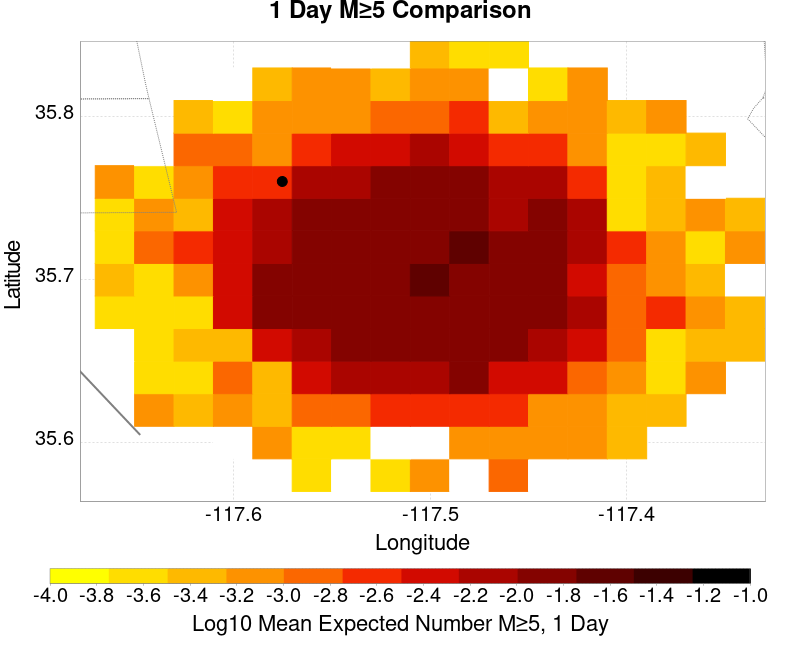 1 Day M≥5 Comparison
35.8
35.7
35.6
Latitude
-117.6 -117.5 -117.4
Longitude
-4.0 -3.8 -3.6 -3.4 -3.2 -3.0 -2.8 -2.6 -2.4 -2.2 -2.0 -1.8 -1.6 -1.4 -1.2 -1.0
Log10 Mean Expected Number M≥5, 1 Day